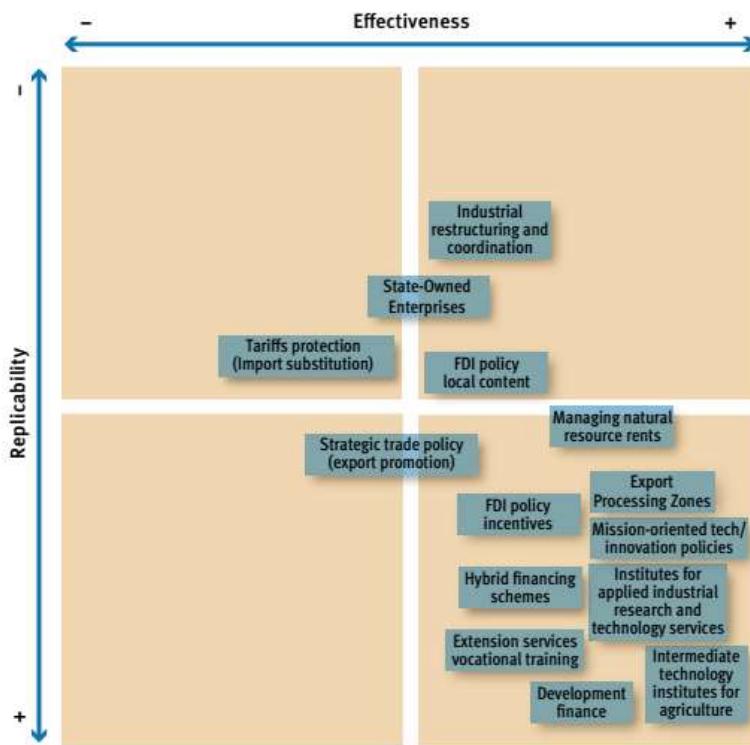 –
Effectiveness
+
–
Replicability
+
Industrial
restructuring and
coordination
State-Owned
Enterprises
Tariffs protection
(Import substitution)
FDI policy
local content
Managing natural
resource rents
Strategic trade policy
(export promotion)
Export
Processing Zones
FDI policy
incentives
Mission-oriented tech/
innovation policies
Hybrid financing
schemes
Institutes for
applied industrial
research and
technology services
Extension services
vocational training
Intermediate
technology
institutes for
agriculture
Development
finance